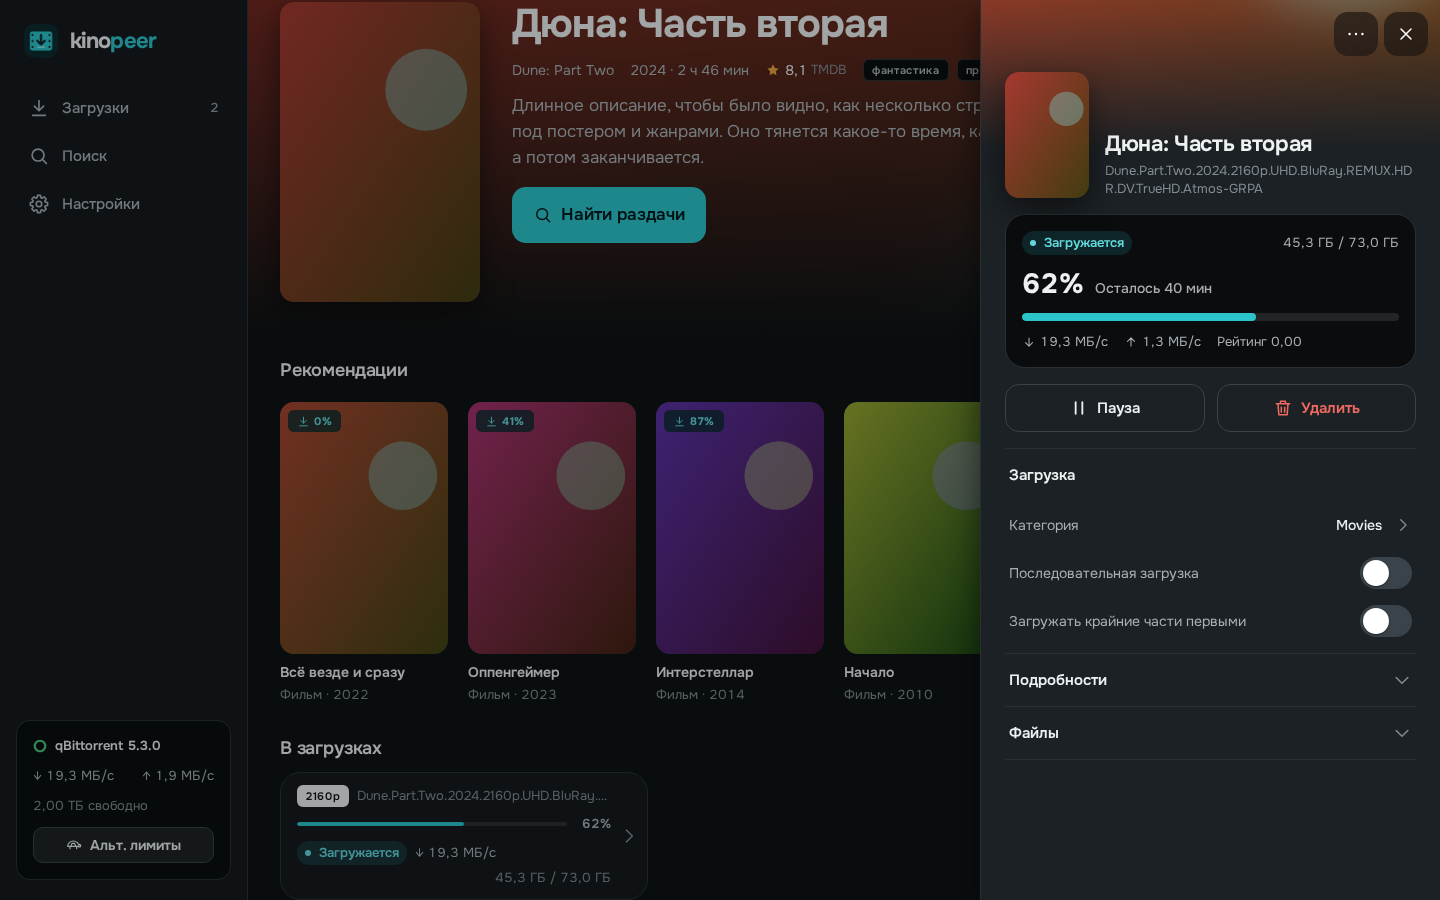 kinopeer
Загрузки 2
Поиск
Настройки
qBittorrent 5.3.0
↓ 19,3 МБ/с ↑ 1,9 МБ/с
2,00 ТБ свободно
Альт. лимиты
Дюна: Часть вторая
Dune: Part Two 2024 · 2 ч 46 мин ★ 8,1 TMDB фантастика пр
Длинное описание, чтобы было видно, как несколько стр
под постером и жанрами. Оно тянется какое-то время, ка
а потом заканчивается.
Найти раздачи
Рекомендации
0%
41%
87%
Всё везде и сразу
Фильм · 2022
Оппенгеймер
Фильм · 2023
Интерстеллар
Фильм · 2014
Начало
Фильм · 2010
В загрузках
2160p Dune.Part.Two.2024.2160p.UHD.BluRay....
62%
Загружается ↓ 19,3 МБ/с
45,3 ГБ / 73,0 ГБ
Дюна: Часть вторая
Dune.Part.Two.2024.2160p.UHD.BluRay.REMUX.HD
R.DV.TrueHD.Atmos-GRPA
Загружается 45,3 ГБ / 73,0 ГБ
62% Осталось 40 мин
↓ 19,3 МБ/с ↑ 1,3 МБ/с Рейтинг 0,00
Пауза
Удалить
Загрузка
Категория Movies
Последовательная загрузка
Загружать крайние части первыми
Подробности
Файлы